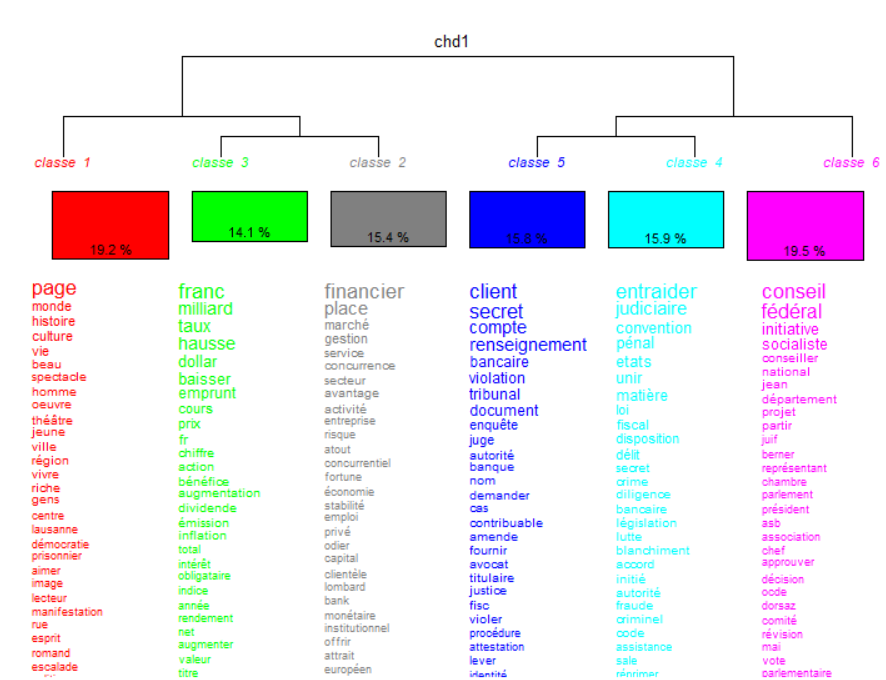 chd1
classe 1
classe 3
classe 2
classe 5
classe 4
classe 6
19.2 %
14.1 %
15.4 %
15.8 %
15.9 %
19.5 %
page
monde
histoire
culture
vie
beau
spectacle
homme
oeuvre
théâtre
jeune
ville
région
vivre
riche
gens
centre
lausanne
démocratie
prisonnier
aimer
image
lecteur
manifestation
rue
esprit
romand
escalade
franc
milliard
taux
hausse
dollar
baisser
emprunt
cours
prix
fr
chiffre
action
bénéfice
augmentation
dividende
émission
inflation
total
intérêt
obligataire
indice
année
rendement
net
augmenter
valeur
titre
financier
place
marché
gestion
service
concurrence
secteur
avantage
activité
entreprise
risque
atout
concurrentiel
fortune
économie
stabilité
emploi
privé
odier
capital
clientèle
lombard
bank
monétaire
institutionnel
offrir
attrait
européen
client
secret
compte
renseignement
bancaire
violation
tribunal
document
enquête
juge
autorité
banque
nom
demander
cas
contribuable
amende
fournir
avocat
titulaire
justice
fisc
violer
procédure
attestation
lever
identité
entraider
judiciaire
convention
pénal
etats
unir
matière
loi
fiscal
disposition
délit
secret
crime
diligence
bancaire
législation
lutte
blanchiment
accord
initié
autorité
fraude
criminel
code
assistance
sale
réprimer
conseil
fédéral
initiative
socialiste
conseiller
national
jean
département
projet
partir
juif
berner
représentant
chambre
parlement
président
asb
association
chef
approuver
décision
ocde
dorsaz
comité
révision
mai
vote
parlementaire